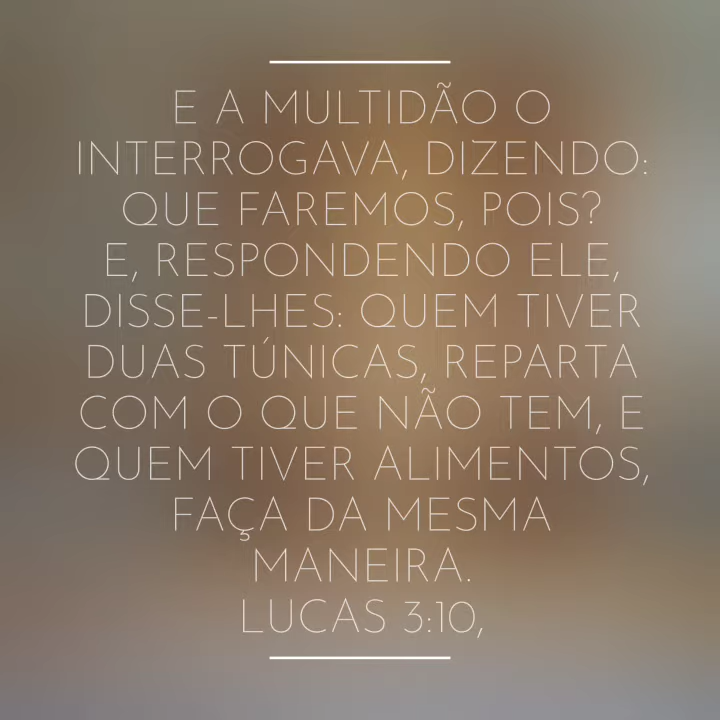 E A MULTIDÃO O
INTERROGAVA, DIZENDO:
QUE FAREMOS, POIS?
E, RESPONDENDO ELE,
DISSE-LHES: QUEM TIVER
DUAS TÚNICAS, REPARTA
COM O QUE NÃO TEM, E
QUEM TIVER ALIMENTOS,
FAÇA DA MESMA
MANEIRA.
LUCAS 3:10,